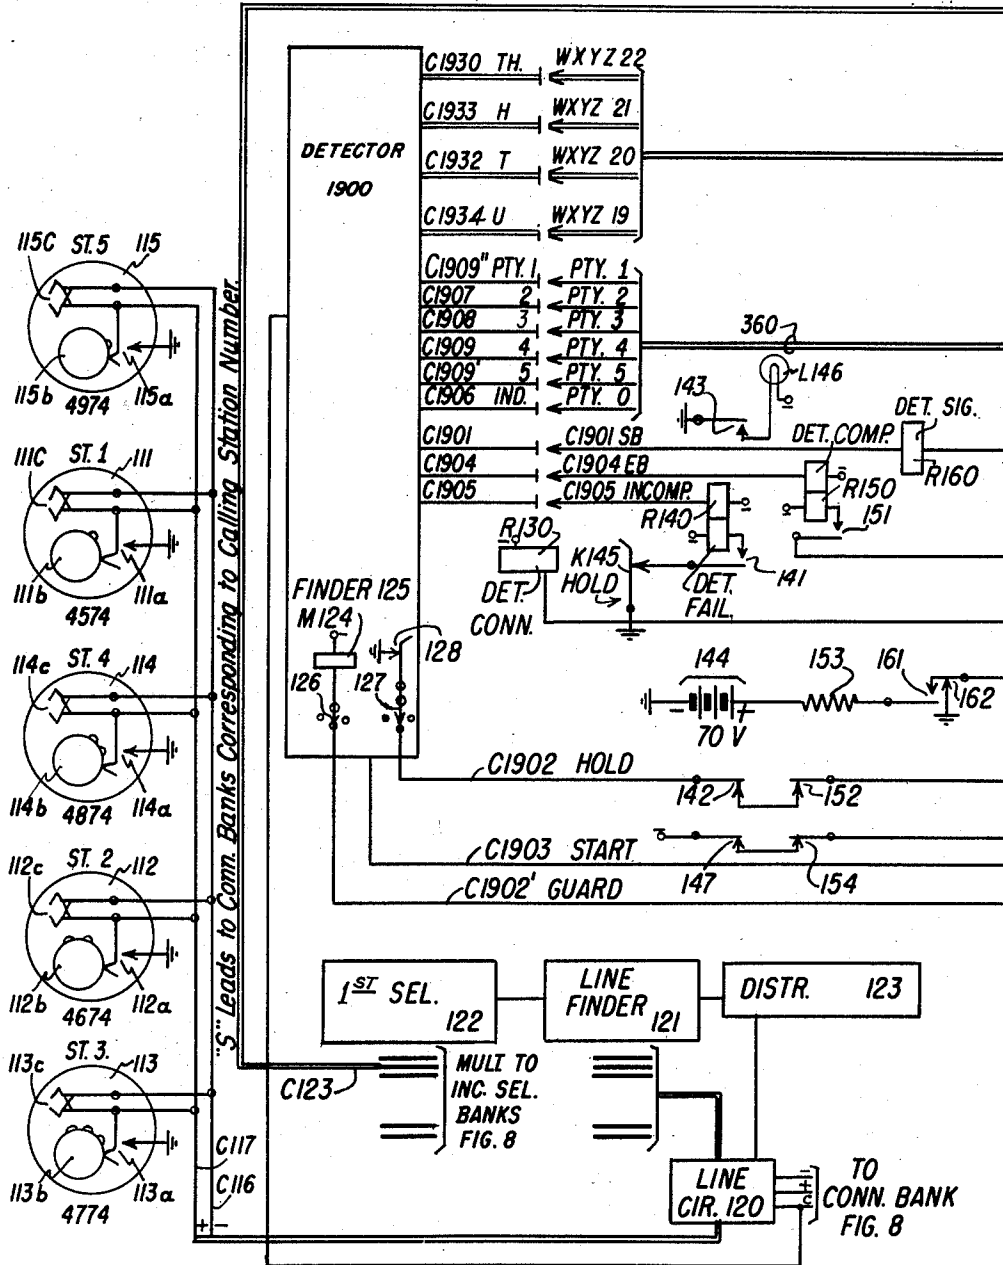 C1930 TH. WXYZ 22
C1933 H WXYZ 21
DETECTOR
1900
C1932 T WXYZ 20
C1934 U WXYZ 19
115C ST. 5 115
C1909" PTY. 1 PTY. 1
C1907 2 PTY. 2
C1908 3 PTY. 3
C1909 4 PTY. 4
C1909' 5 PTY. 5
C1906 IND. PTY. 0
360
L146
143
115b 115a
4974
"S" Leads to Conn. Banks Corresponding to Calling Station Number.
C1901 C1901 SB
DET. SIG.
R160
C1904 C1904 EB
DET. COMP.
R150
151
C1905 C1905 INCOMP.
R140
141
111C ST. 1 111
111b 111a
4574
R130
DET.
CONN.
K145
HOLD
DET.
FAIL.
FINDER 125
M124
128
126 127
114c ST. 4 114
114b 114a
4874
144
- +
70 V
153
161
162
C1902 HOLD
142 152
C1903 START
147 154
C1902' GUARD
112c ST. 2 112
112b 112a
4674
1ST SEL.
122
LINE
FINDER
121
DISTR. 123
113c ST. 3. 113
113b 113a
4774
C123
MULT TO
INC. SEL.
BANKS
FIG. 8
C117
C116
+ -
LINE
CIR. 120
-
+
C
TO
CONN. BANK
FIG. 8